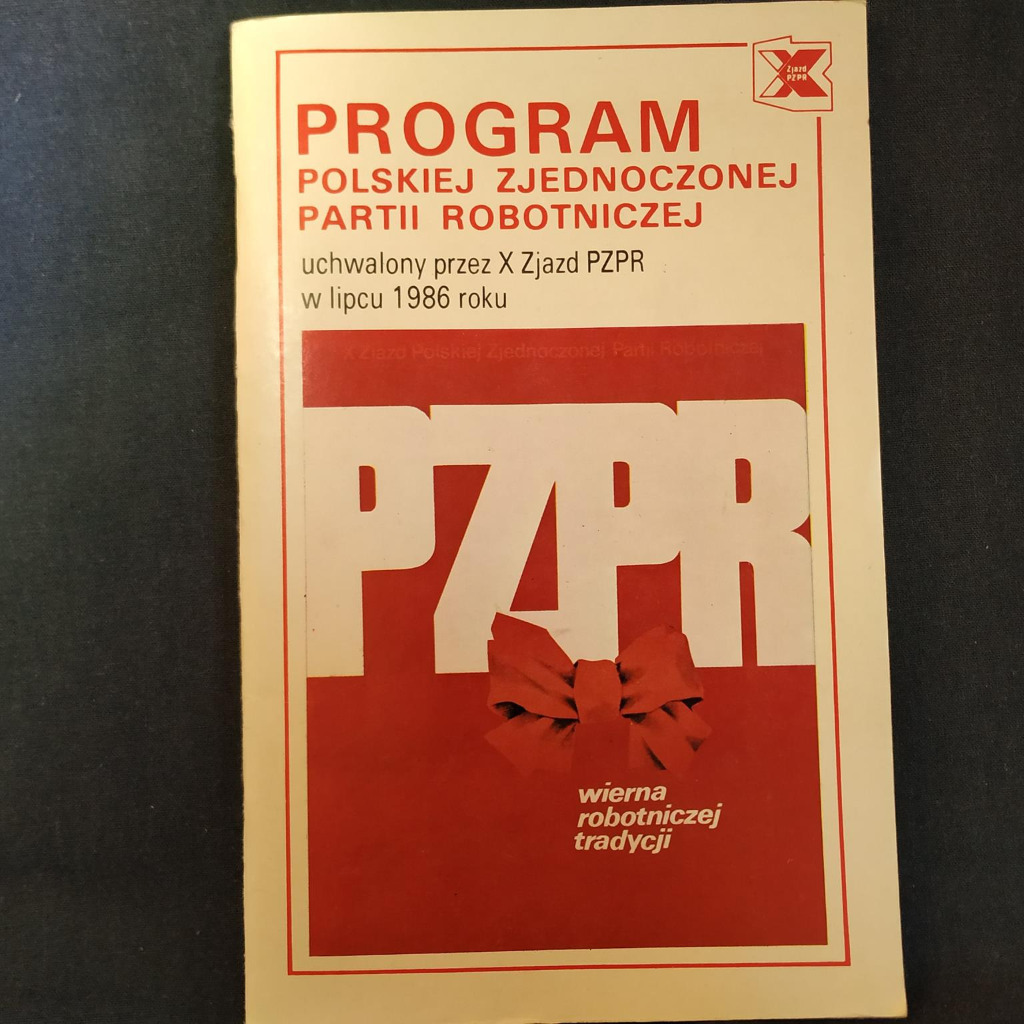 Zjazd
PZPR
PROGRAM
POLSKIEJ ZJEDNOCZONEJ
PARTII ROBOTNICZEJ
uchwalony przez X Zjazd PZPR
w lipcu 1986 roku
X Zjazd Polskiej Zjednoczonej Partii Robotniczej
PZPR
wierna
robotniczej
tradycji